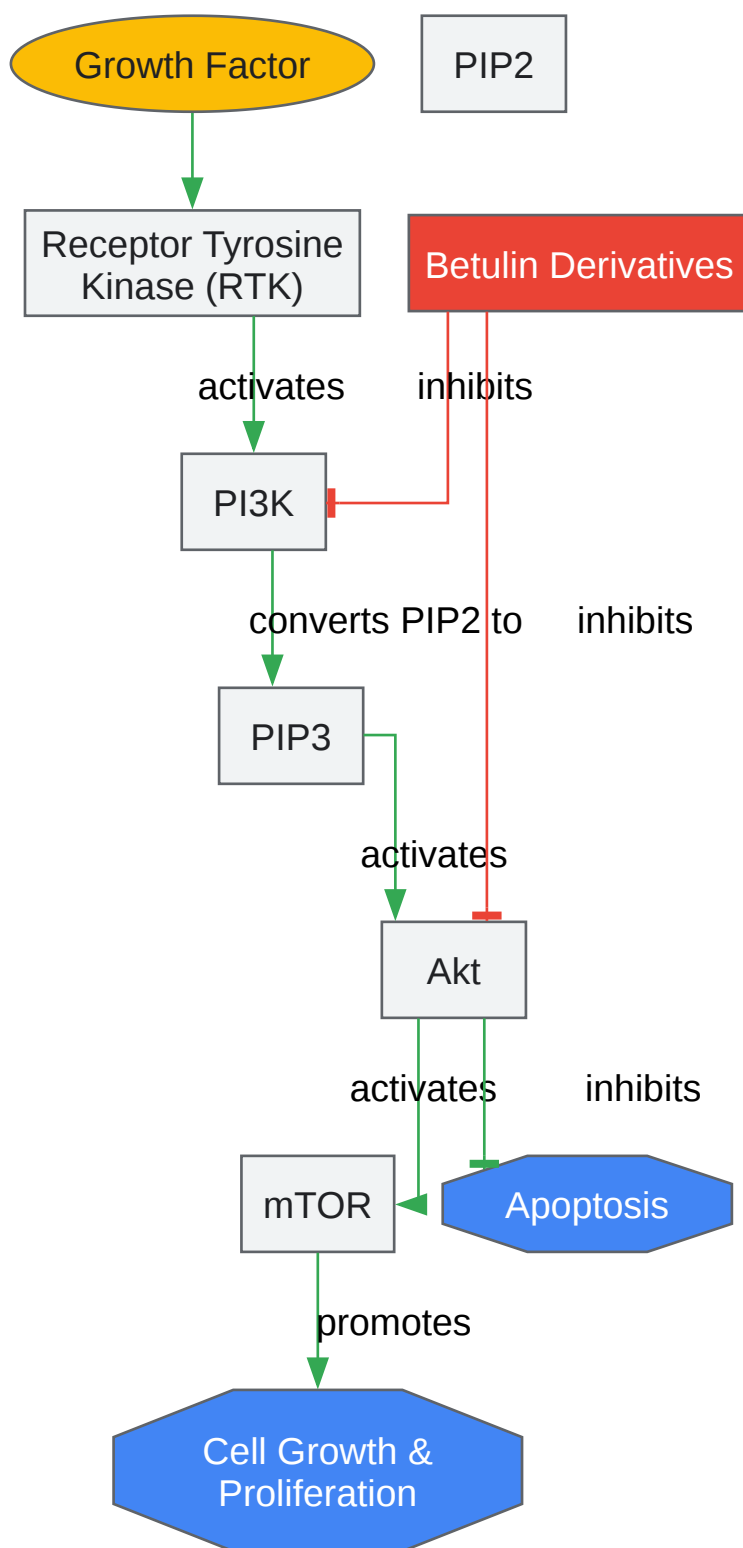 Growth Factor
PIP2
Receptor Tyrosine
Kinase (RTK)
Betulin Derivatives
activates
inhibits
PI3K
converts PIP2 to
inhibits
PIP3
activates
Akt
activates
inhibits
mTOR
Apoptosis
promotes
Cell Growth &
Proliferation